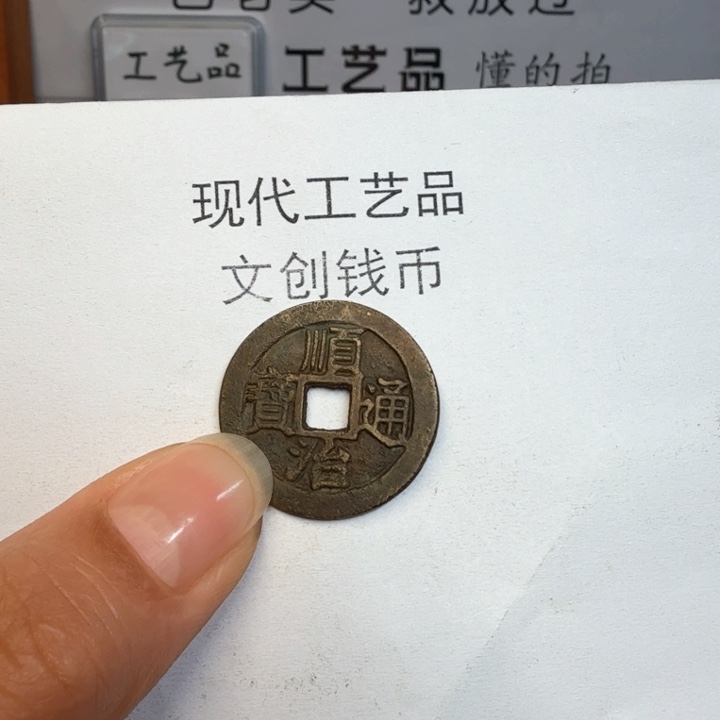 工艺品 工艺品 懂的拍
现代工艺品
文创钱币
順
寶 通
治